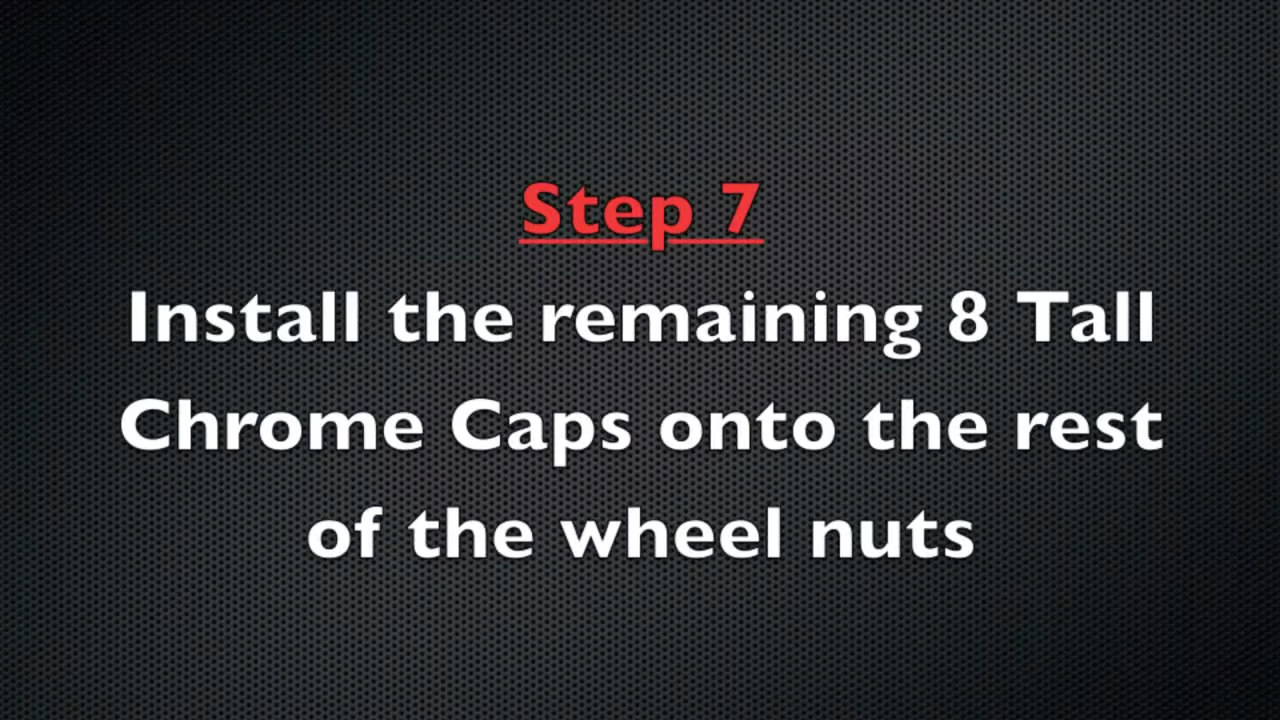 Step 7
Install the remaining 8 Tall
Chrome Caps onto the rest
of the wheel nuts